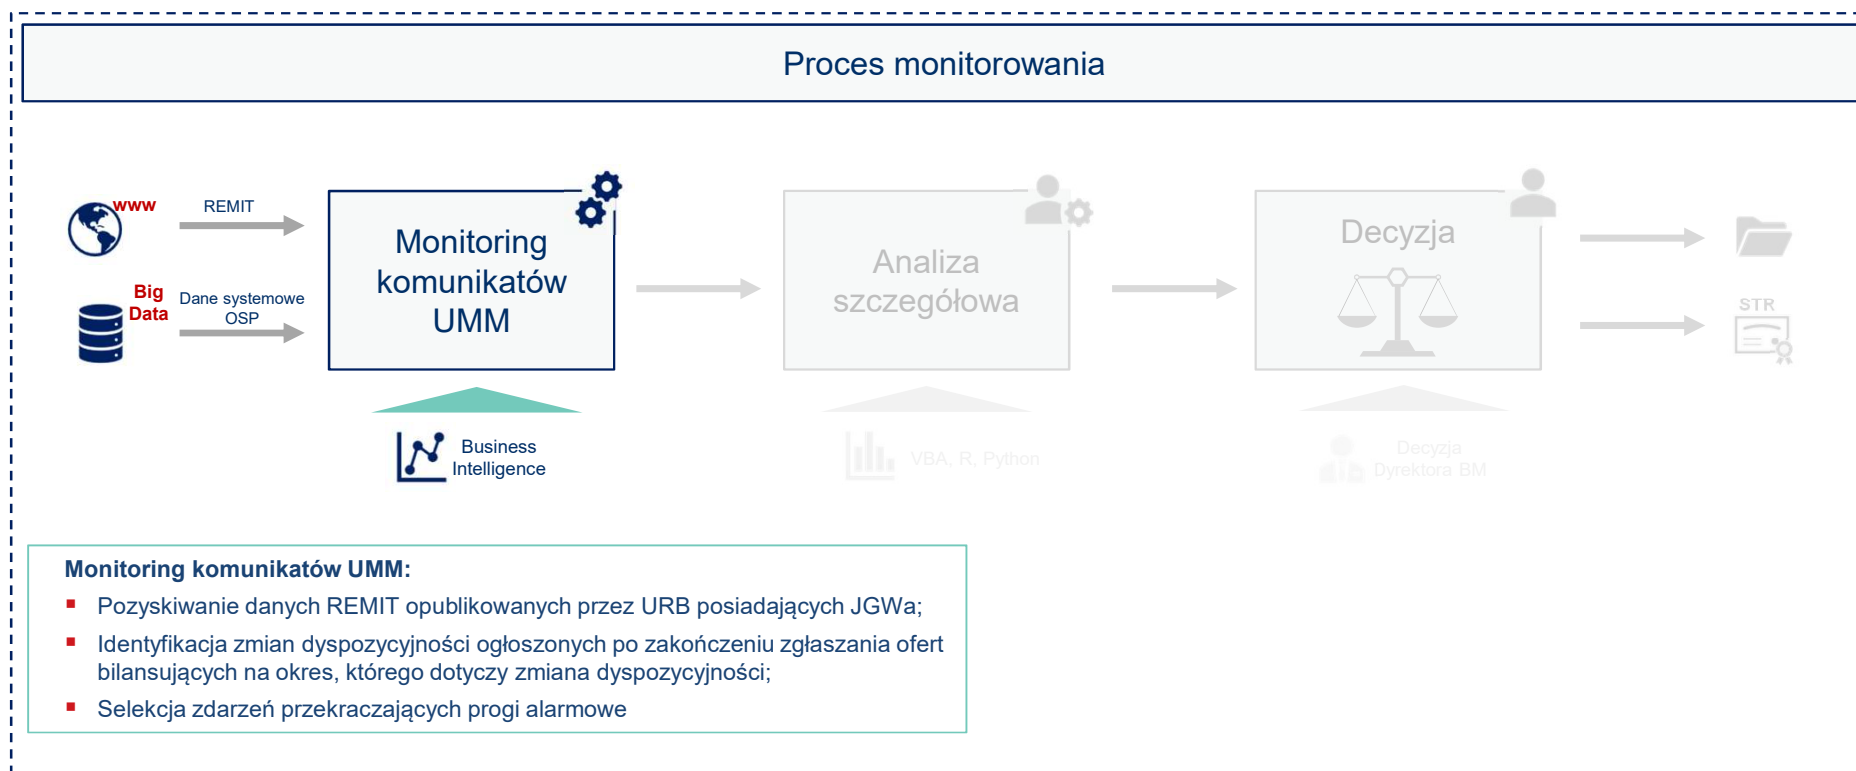 Proces monitorowania
www
REMIT
Big
Data
Dane systemowe
OSP
Monitoring
komunikatów
UMM
Analiza
szczegółowa
Decyzja
STR
Business
Intelligence
VBA, R, Python
Decyzja
Dyrektora BM
Monitoring komunikatów UMM:
Pozyskiwanie danych REMIT opublikowanych przez URB posiadających JGWa;
Identyfikacja zmian dyspozycyjności ogłoszonych po zakończeniu zgłaszania ofert
bilansujących na okres, którego dotyczy zmiana dyspozycyjności;
Selekcja zdarzeń przekraczających progi alarmowe